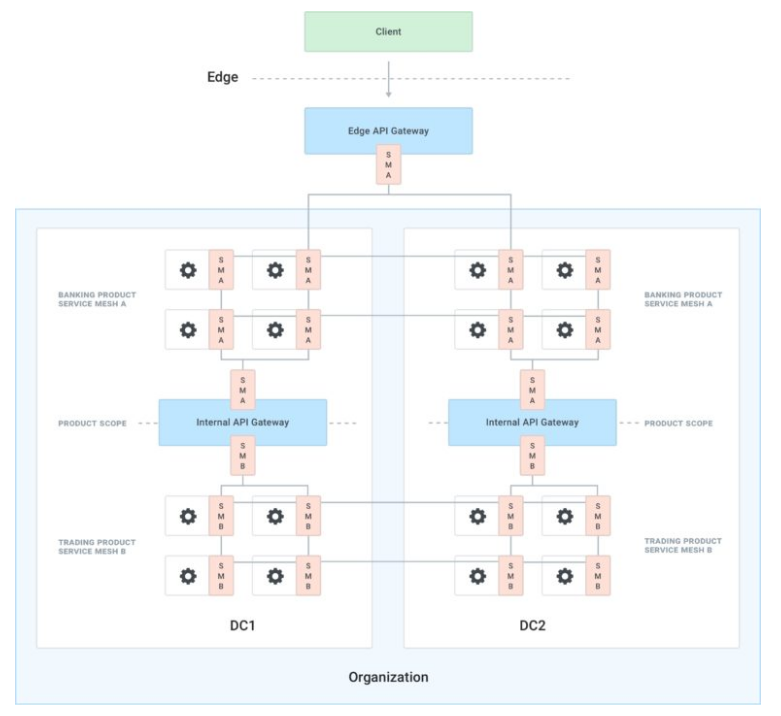 Client
Edge
Edge API Gateway
S
M
A
S
M
A
S
M
A
S
M
A
S
M
A
BANKING PRODUCT
SERVICE MESH A
BANKING PRODUCT
SERVICE MESH A
S
M
A
S
M
A
S
M
A
S
M
A
S
M
A
S
M
A
PRODUCT SCOPE
Internal API Gateway
Internal API Gateway
PRODUCT SCOPE
S
M
B
S
M
B
S
M
B
S
M
B
S
M
B
S
M
B
TRADING PRODUCT
SERVICE MESH B
TRADING PRODUCT
SERVICE MESH B
S
M
B
S
M
B
S
M
B
S
M
B
DC1
DC2
Organization